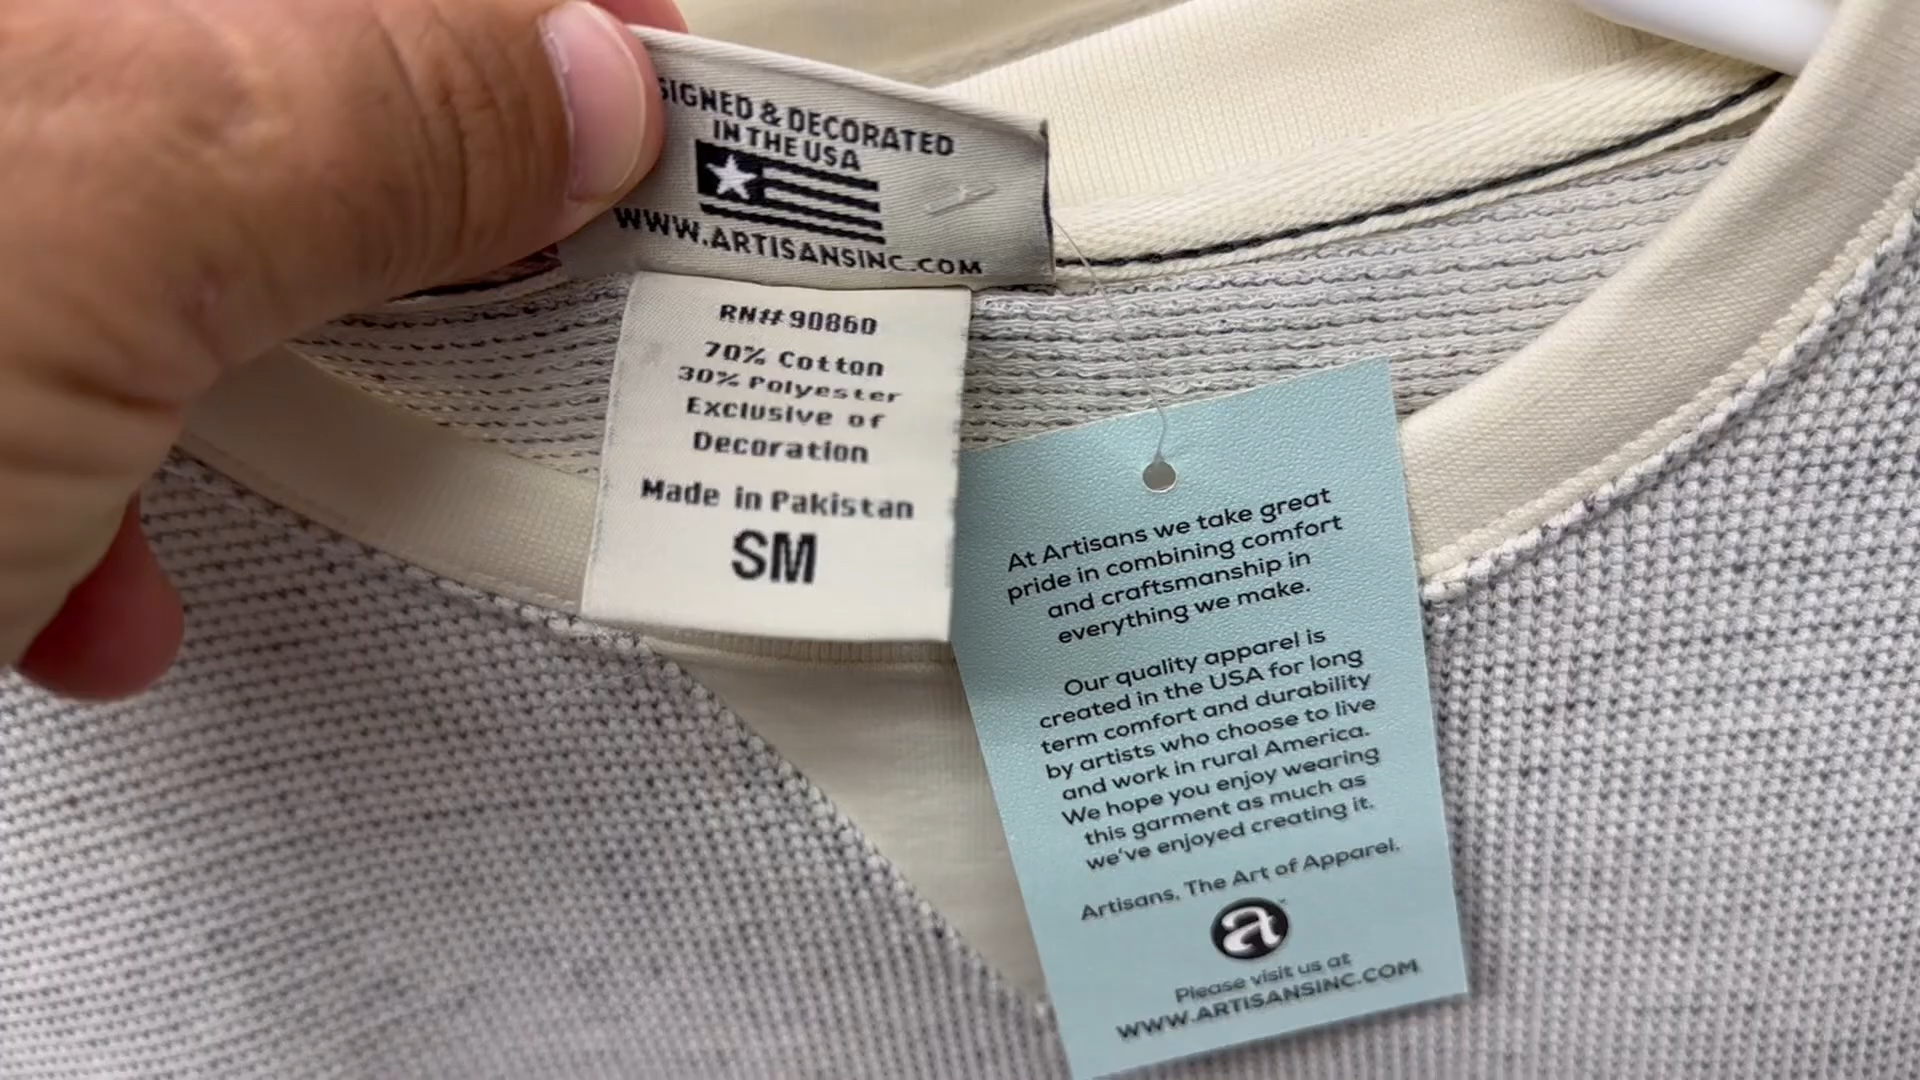 SIGNED & DECORATED
IN THE USA
WWW.ARTISANSINC.COM
RN# 90860
70% Cotton
30% Polyester
Exclusive of
Decoration
Made in Pakistan
SM
At Artisans we take great
pride in combining comfort
and craftsmanship in
everything we make.
Our quality apparel is
created in the USA for long
term comfort and durability
by artists who choose to live
and work in rural America.
We hope you enjoy wearing
this garment as much as
we've enjoyed creating it.
Artisans, The Art of Apparel.
a
Please visit us at
WWW.ARTISANSINC.COM